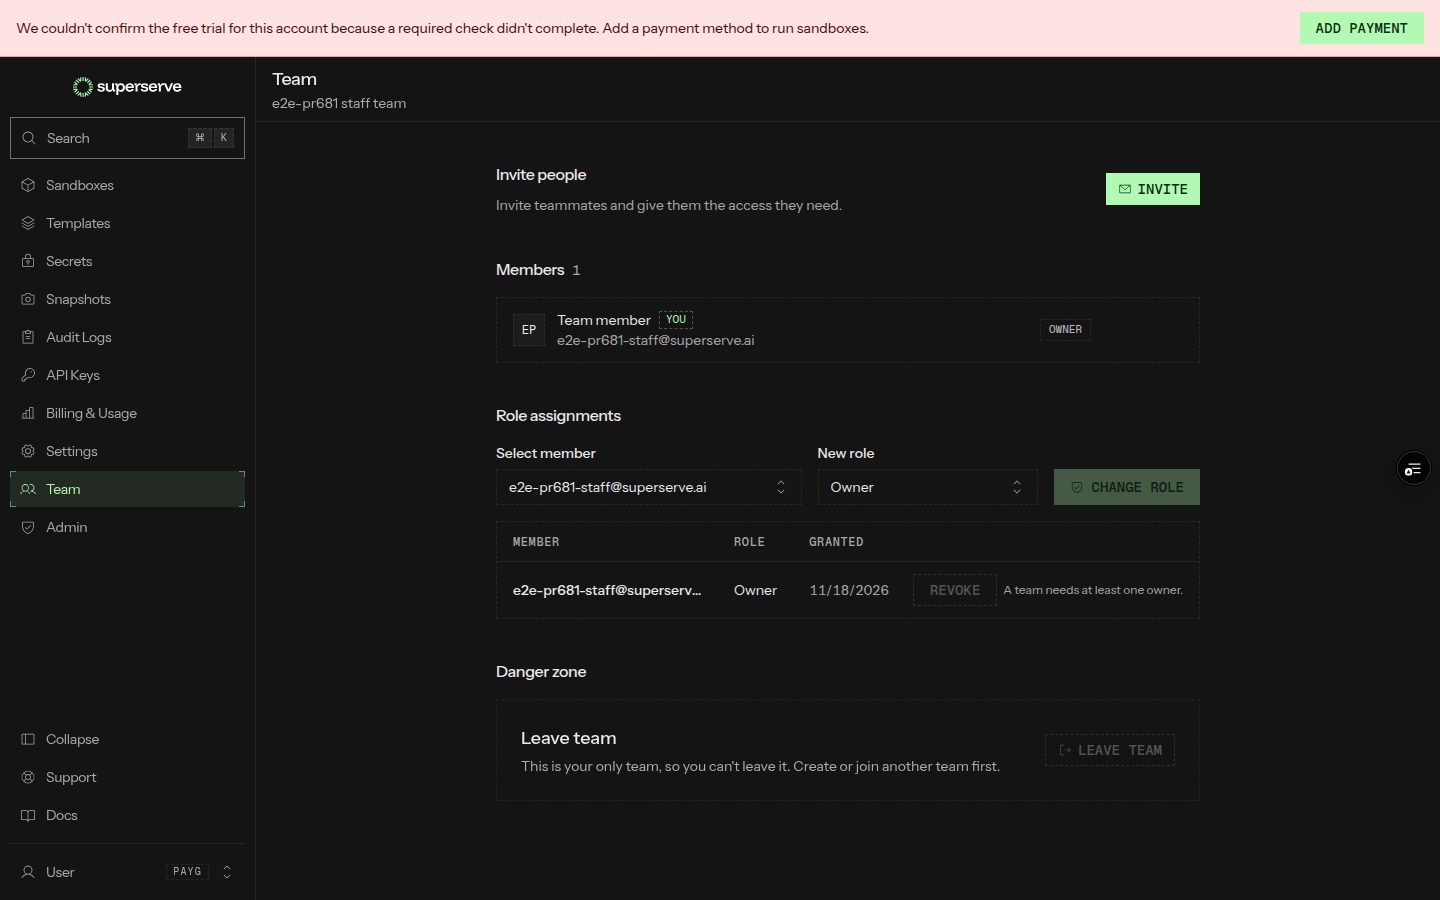 We couldn't confirm the free trial for this account because a required check didn't complete. Add a payment method to run sandboxes.
ADD PAYMENT
superserve
Search
⌘ K
Sandboxes
Templates
Secrets
Snapshots
Audit Logs
API Keys
Billing & Usage
Settings
Team
Admin
Collapse
Support
Docs
User
PAYG
Team
e2e-pr681 staff team
Invite people
Invite teammates and give them the access they need.
INVITE
Members 1
EP
Team member YOU
e2e-pr681-staff@superserve.ai
OWNER
Role assignments
Select member
New role
e2e-pr681-staff@superserve.ai
Owner
CHANGE ROLE
MEMBER ROLE GRANTED
e2e-pr681-staff@superserv... Owner 11/18/2026 REVOKE A team needs at least one owner.
Danger zone
Leave team
This is your only team, so you can't leave it. Create or join another team first.
LEAVE TEAM